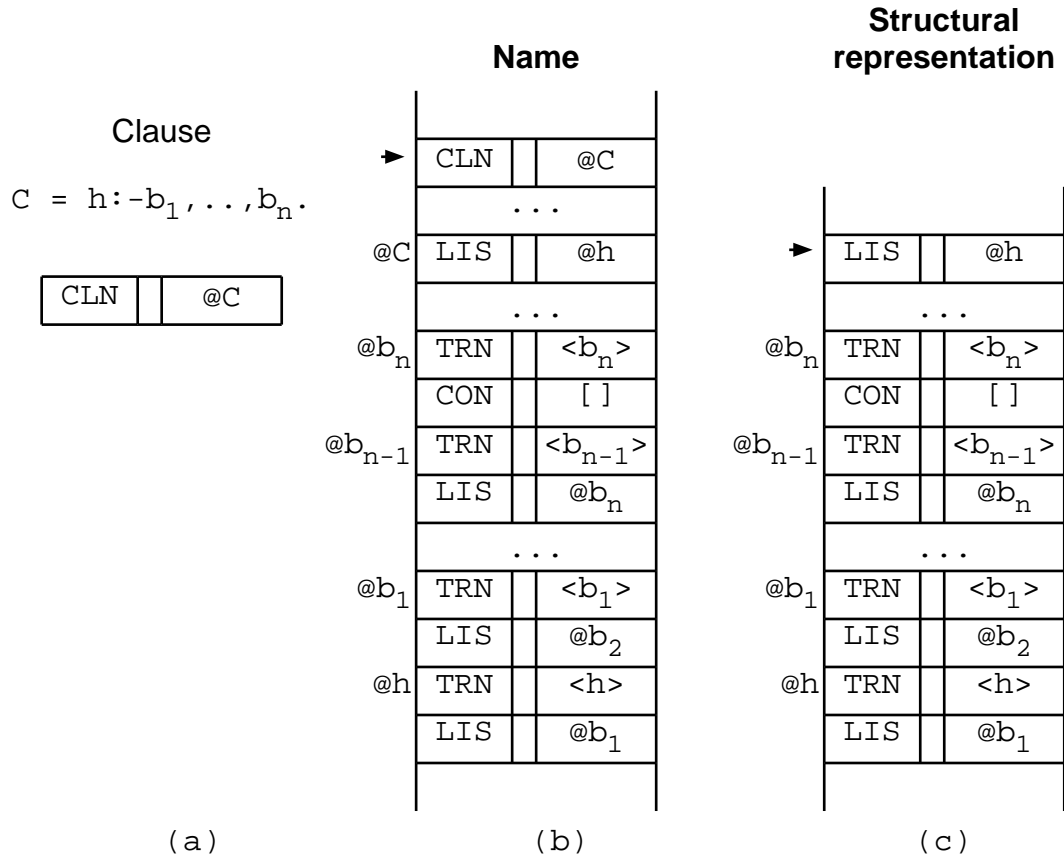 Clause
C = h:-b1,..,bn.
CLN @C
(a)
Name
CLN @C
...
@C LIS @h
...
@bn TRN <bn>
CON []
@bn-1 TRN <bn-1>
LIS @bn
...
@b1 TRN <b1>
LIS @b2
@h TRN <h>
LIS @b1
(b)
Structural
representation
LIS @h
...
@bn TRN <bn>
CON []
@bn-1 TRN <bn-1>
LIS @bn
...
@b1 TRN <b1>
LIS @b2
@h TRN <h>
LIS @b1
(c)